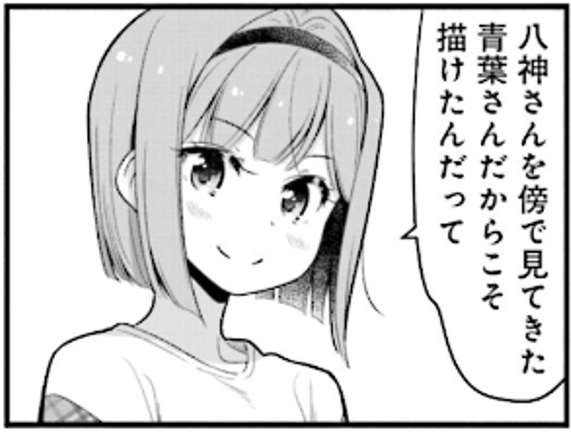 八神さんを傍で見てきた
青葉さんだからこそ
描けたんだって